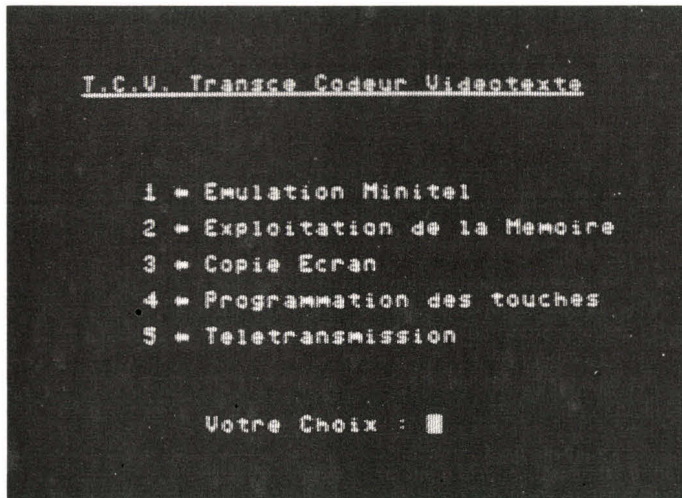 T.C.V. Transce Codeur Videotexte
1 - Emulation Minitel
2 - Exploitation de la Memoire
3 - Copie Ecran
4 - Programmation des touches
5 - Teletransmission
Votre Choix :